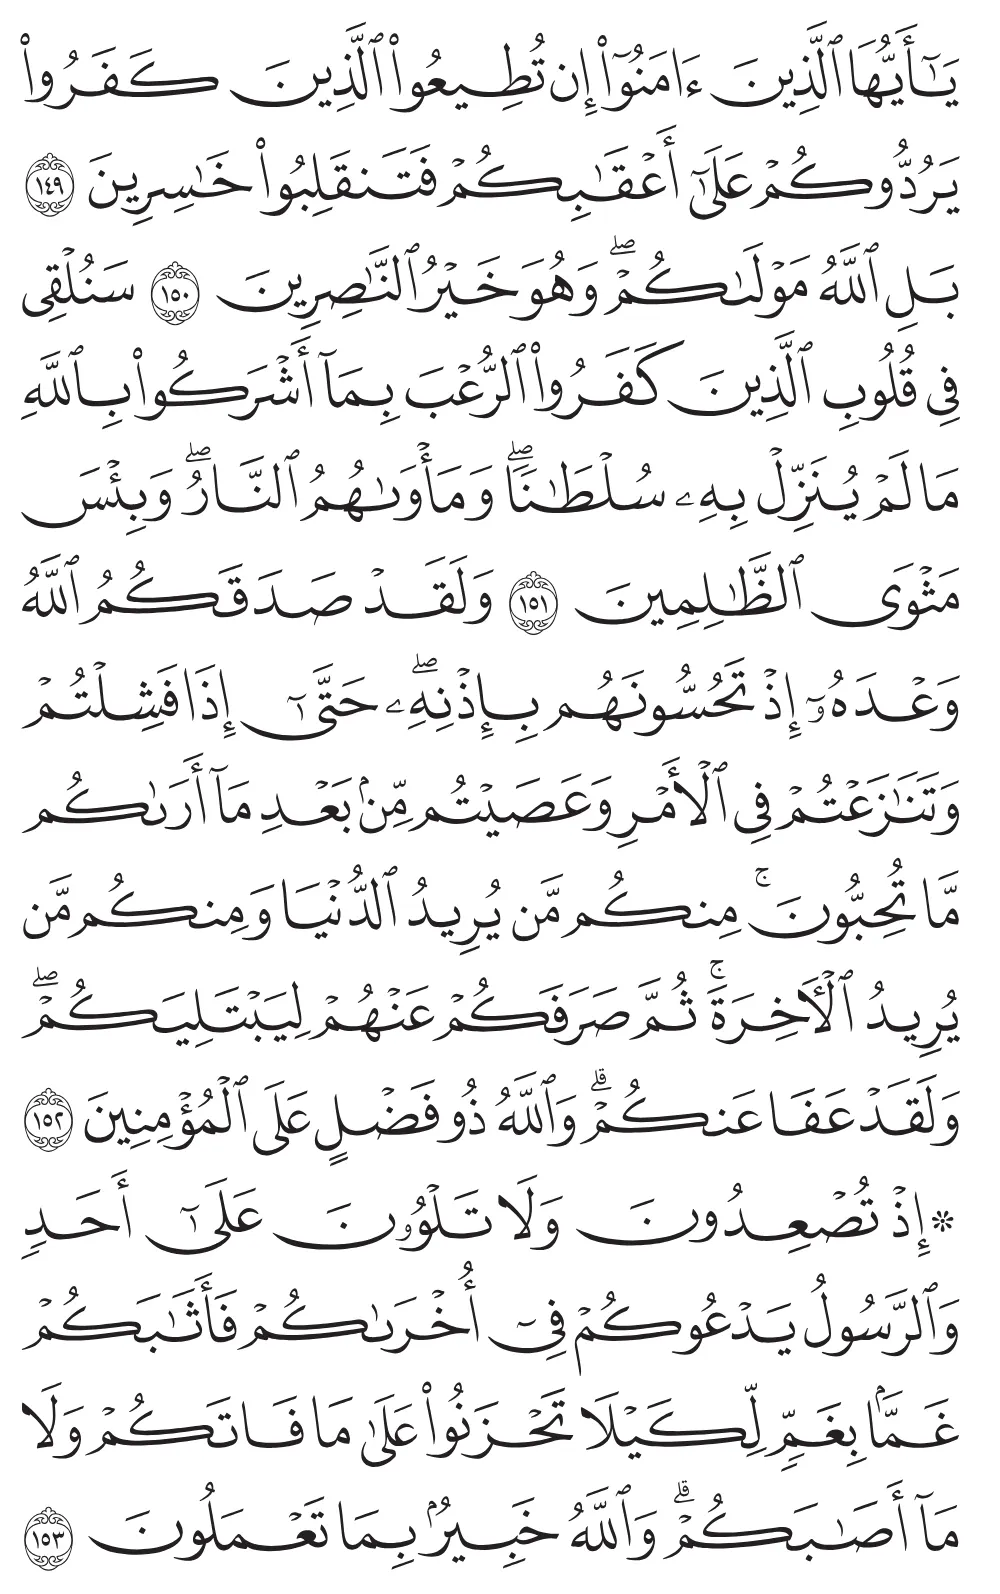 يَـٰٓأَيُّهَا ٱلَّذِينَ ءَامَنُوٓا۟ إِن تُطِيعُوا۟ ٱلَّذِينَ كَفَرُوا۟
يَرُدُّوكُمْ عَلَىٰٓ أَعْقَـٰبِكُمْ فَتَنقَلِبُوا۟ خَـٰسِرِينَ ١٤٩
بَلِ ٱللَّهُ مَوْلَىٰكُمْ ۖ وَهُوَ خَيْرُ ٱلنَّـٰصِرِينَ ١٥٠ سَنُلْقِى
فِى قُلُوبِ ٱلَّذِينَ كَفَرُوا۟ ٱلرُّعْبَ بِمَآ أَشْرَكُوا۟ بِٱللَّهِ
مَا لَمْ يُنَزِّلْ بِهِۦ سُلْطَـٰنًا ۖ وَمَأْوَىٰهُمُ ٱلنَّارُ ۖ وَبِئْسَ
مَثْوَى ٱلظَّـٰلِمِينَ ١٥١ وَلَقَدْ صَدَقَكُمُ ٱللَّهُ
وَعْدَهُۥٓ إِذْ تَحُسُّونَهُم بِإِذْنِهِۦ ۖ حَتَّىٰٓ إِذَا فَشِلْتُمْ
وَتَنَـٰزَعْتُمْ فِى ٱلْأَمْرِ وَعَصَيْتُم مِّنۢ بَعْدِ مَآ أَرَىٰكُم
مَّا تُحِبُّونَ ۚ مِنكُم مَّن يُرِيدُ ٱلدُّنْيَا وَمِنكُم مَّن
يُرِيدُ ٱلْـَٔاخِرَةَ ۚ ثُمَّ صَرَفَكُمْ عَنْهُمْ لِيَبْتَلِيَكُمْ ۖ
وَلَقَدْ عَفَا عَنكُمْ ۗ وَٱللَّهُ ذُو فَضْلٍ عَلَى ٱلْمُؤْمِنِينَ ١٥٢
* إِذْ تُصْعِدُونَ وَلَا تَلْوُۥنَ عَلَىٰٓ أَحَدٍ
وَٱلرَّسُولُ يَدْعُوكُمْ فِىٓ أُخْرَىٰكُمْ فَأَثَـٰبَكُمْ
غَمًّۢا بِغَمٍّ لِّكَيْلَا تَحْزَنُوا۟ عَلَىٰ مَا فَاتَكُمْ وَلَا
مَآ أَصَـٰبَكُمْ ۗ وَٱللَّهُ خَبِيرٌۢ بِمَا تَعْمَلُونَ ١٥٣